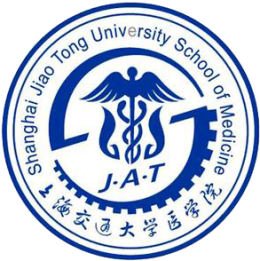 Shanghai Jiao Tong University School of Medicine
J·A·T
上海交通大学医学院